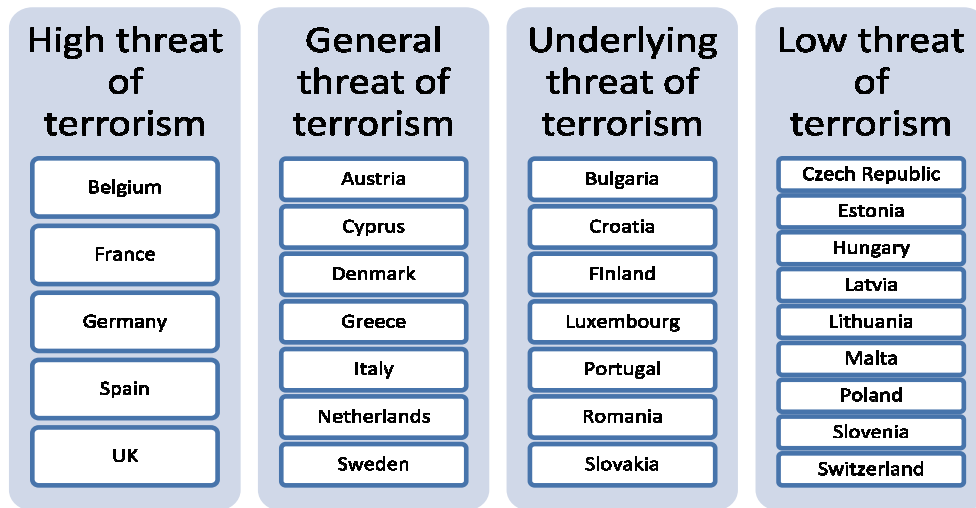 High threat
of
terrorism
Belgium
France
Germany
Spain
UK
General
threat of
terrorism
Austria
Cyprus
Denmark
Greece
Italy
Netherlands
Sweden
Underlying
threat of
terrorism
Bulgaria
Croatia
FInland
Luxembourg
Portugal
Romania
Slovakia
Low threat
of
terrorism
Czech Republic
Estonia
Hungary
Latvia
Lithuania
Malta
Poland
Slovenia
Switzerland